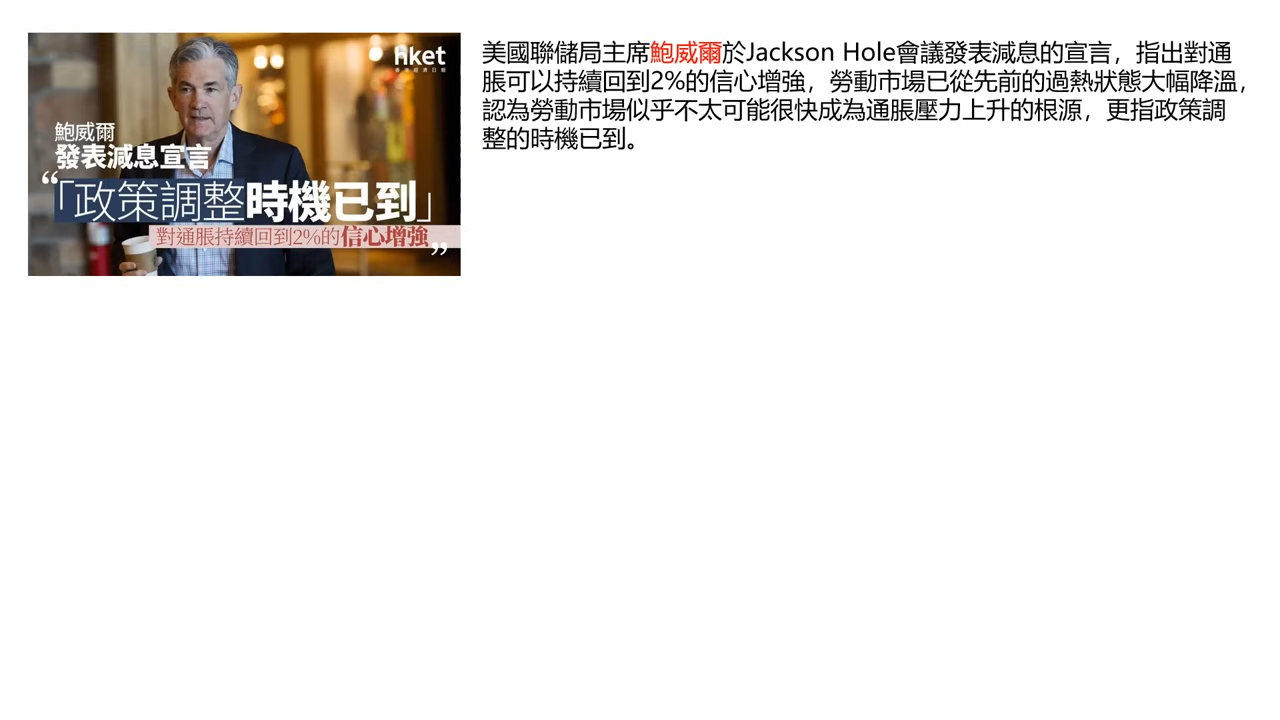 hket
香港經濟日報
鮑威爾
發表減息宣言
“「政策調整時機已到」
對通脹持續回到2%的信心增強”
美國聯儲局主席鮑威爾於Jackson Hole會議發表減息的宣言，指出對通
脹可以持續回到2%的信心增強，勞動市場已從先前的過熱狀態大幅降溫，
認為勞動市場似乎不太可能很快成為通脹壓力上升的根源，更指政策調
整的時機已到。